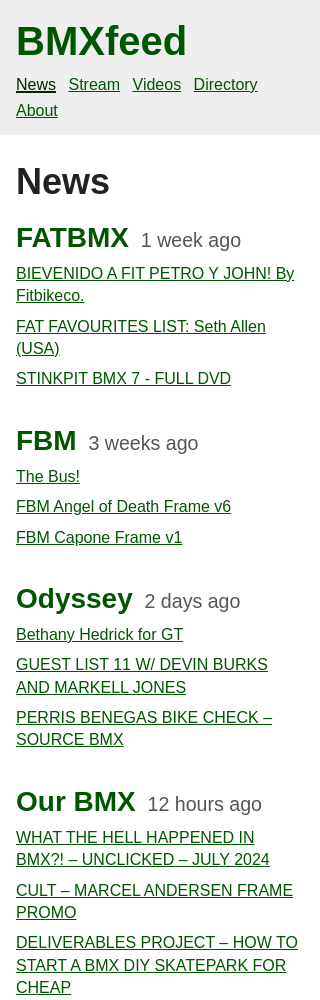 BMXfeed
News Stream Videos Directory
About
News
FATBMX 1 week ago
BIEVENIDO A FIT PETRO Y JOHN! By
Fitbikeco.
FAT FAVOURITES LIST: Seth Allen
(USA)
STINKPIT BMX 7 - FULL DVD
FBM 3 weeks ago
The Bus!
FBM Angel of Death Frame v6
FBM Capone Frame v1
Odyssey 2 days ago
Bethany Hedrick for GT
GUEST LIST 11 W/ DEVIN BURKS
AND MARKELL JONES
PERRIS BENEGAS BIKE CHECK –
SOURCE BMX
Our BMX 12 hours ago
WHAT THE HELL HAPPENED IN
BMX?! – UNCLICKED – JULY 2024
CULT – MARCEL ANDERSEN FRAME
PROMO
DELIVERABLES PROJECT – HOW TO
START A BMX DIY SKATEPARK FOR
CHEAP